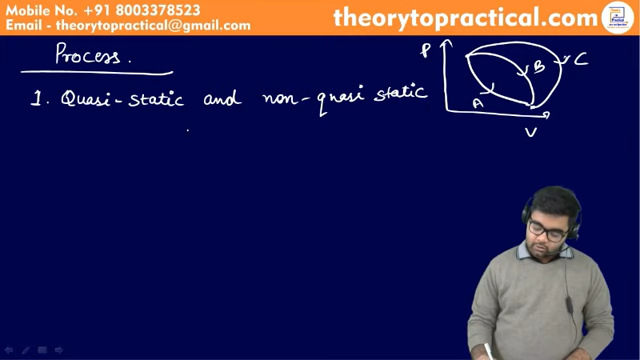 Mobile No. +91 8003378523
Email - theorytopractical@gmail.com
theorytopractical.com
Process.
1. Quasi-static and non-quasi static
P
A
B
C
V